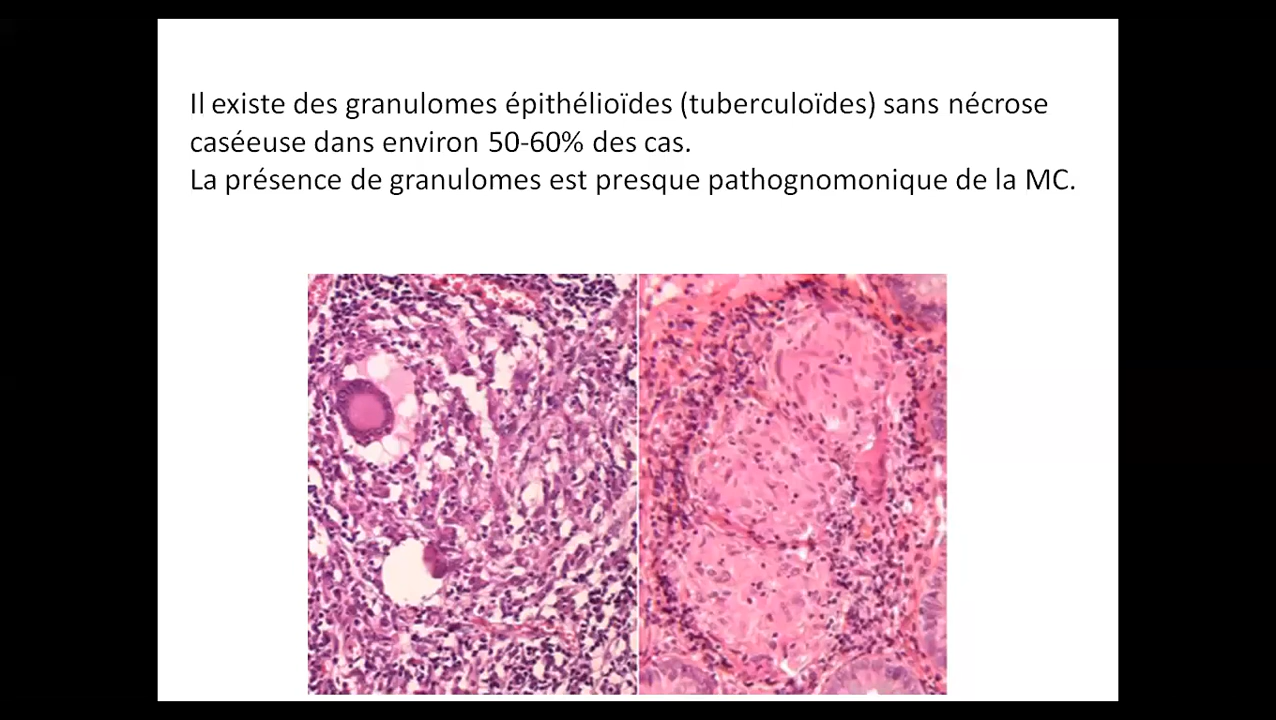 Il existe des granulomes épithélioïdes (tuberculoïdes) sans nécrose
caséeuse dans environ 50-60% des cas.
La présence de granulomes est presque pathognomonique de la MC.